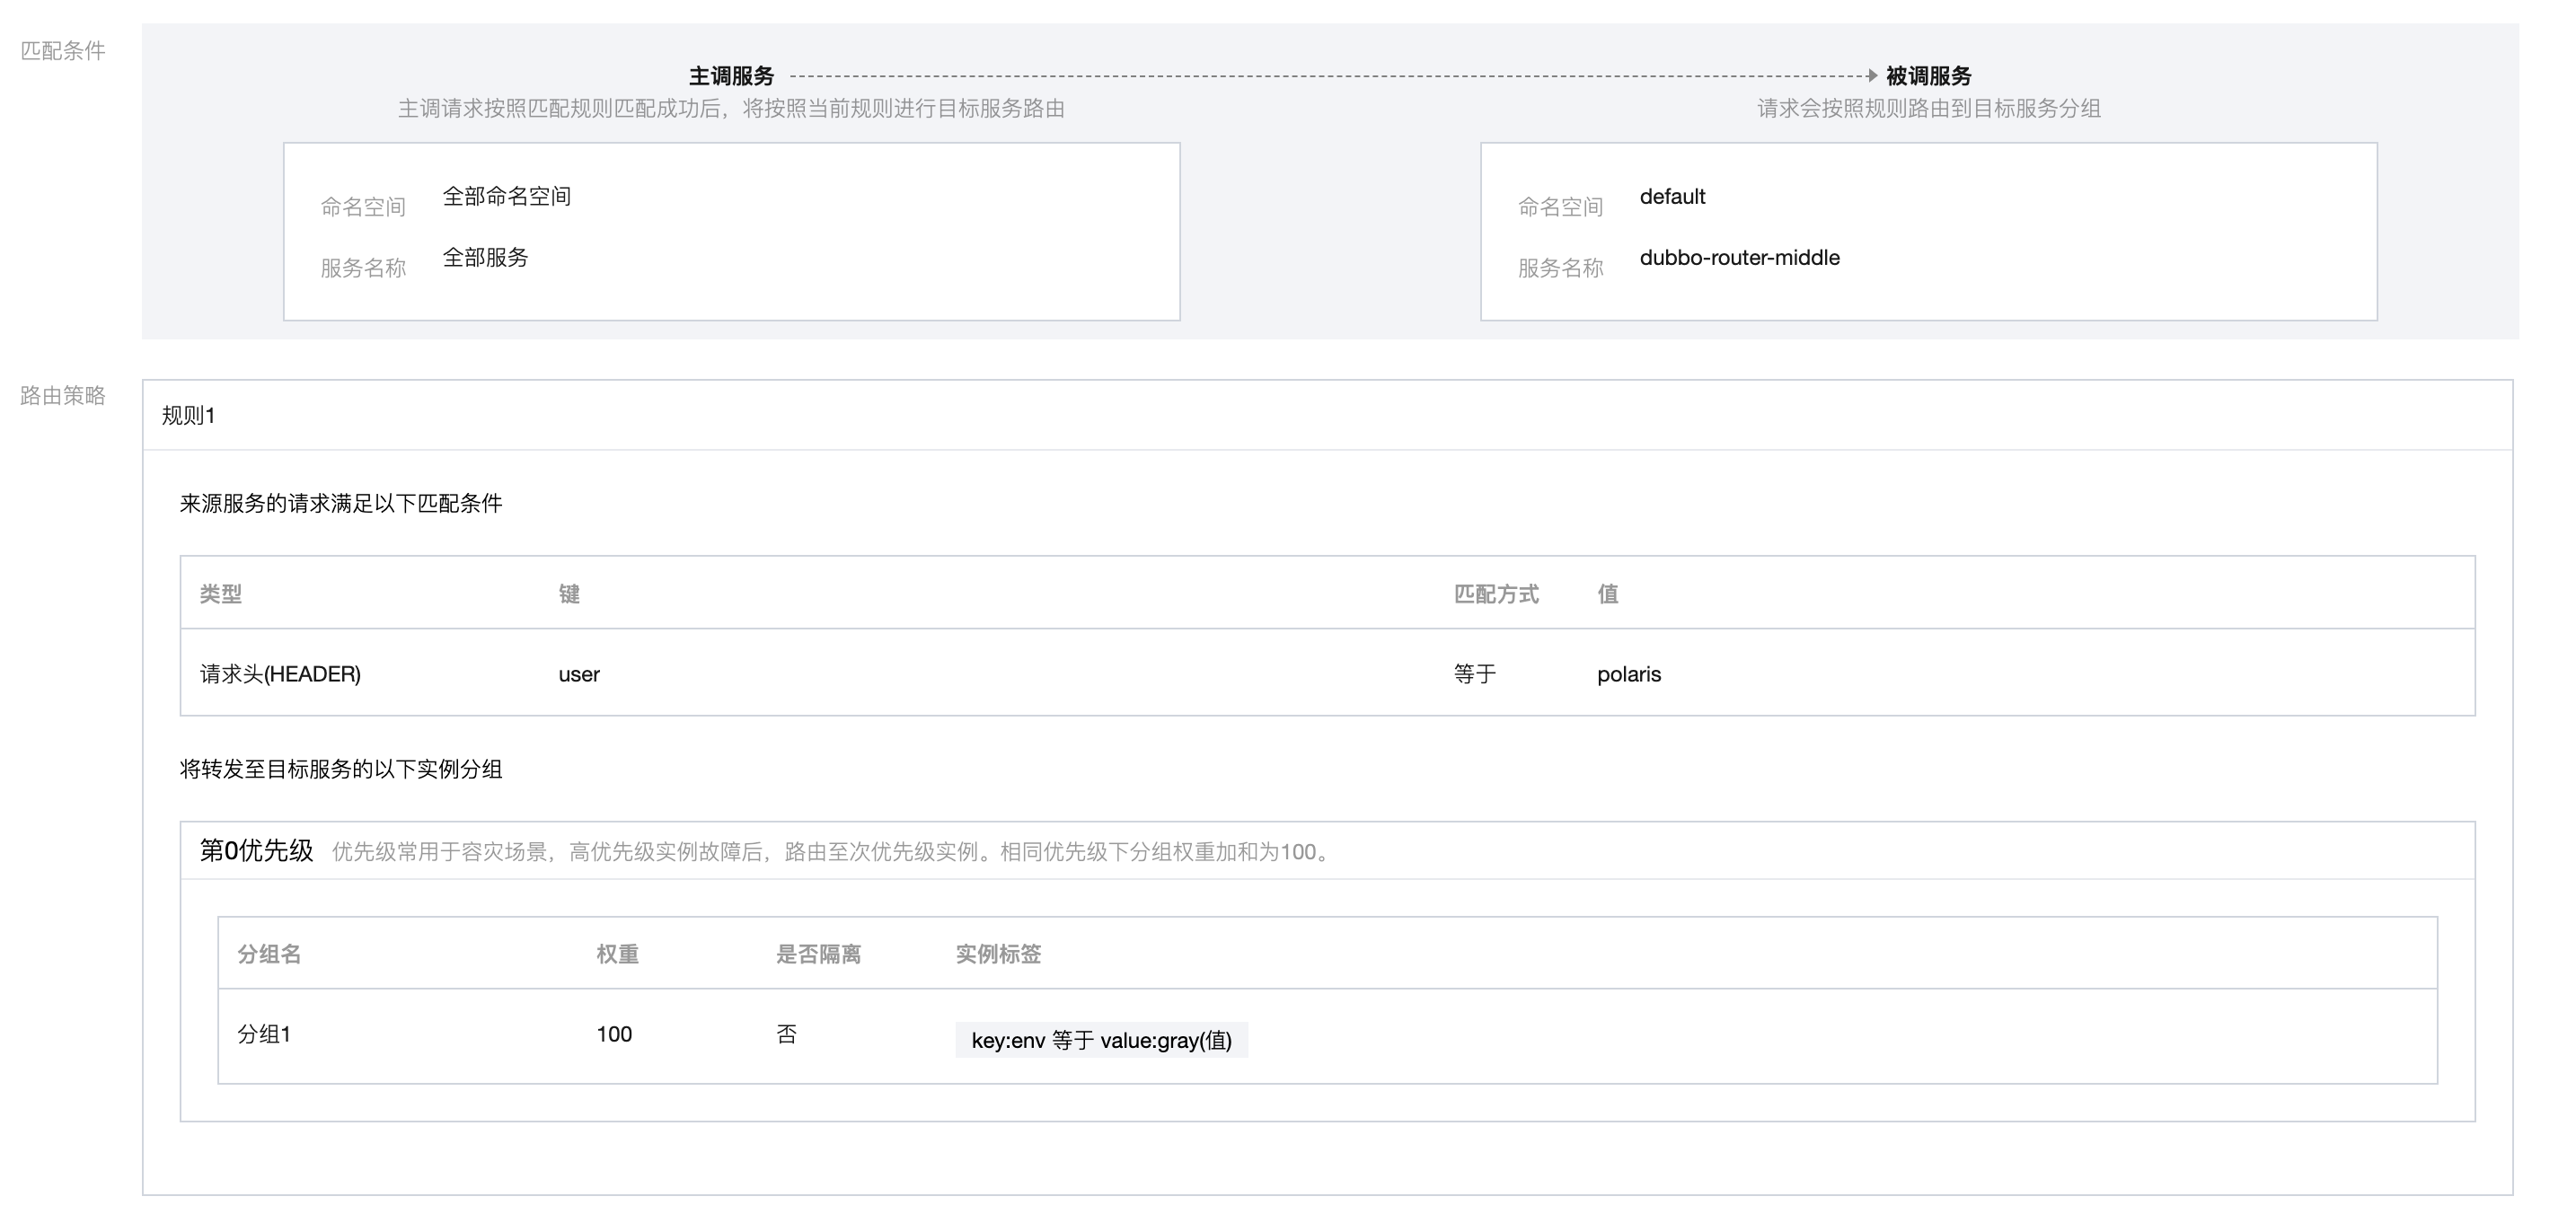 匹配条件
主调服务
被调服务
主调请求按照匹配规则匹配成功后，将按照当前规则进行目标服务路由
请求会按照规则路由到目标服务分组
命名空间 全部命名空间
服务名称 全部服务
命名空间 default
服务名称 dubbo-router-middle
路由策略
规则1
来源服务的请求满足以下匹配条件
类型 键 匹配方式 值
请求头(HEADER) user 等于 polaris
将转发至目标服务的以下实例分组
第0优先级 优先级常用于容灾场景，高优先级实例故障后，路由至次优先级实例。相同优先级下分组权重加和为100。
分组名 权重 是否隔离 实例标签
分组1 100 否 key:env 等于 value:gray(值)